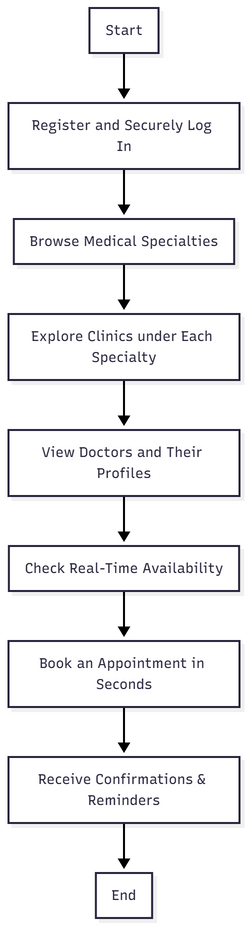 Start
Register and Securely Log
In
Browse Medical Specialties
Explore Clinics under Each
Specialty
View Doctors and Their
Profiles
Check Real-Time Availability
Book an Appointment in
Seconds
Receive Confirmations &
Reminders
End